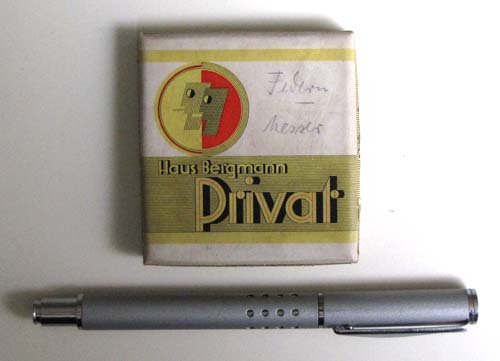 Federn
Messer
Haus Bergmann
Privat